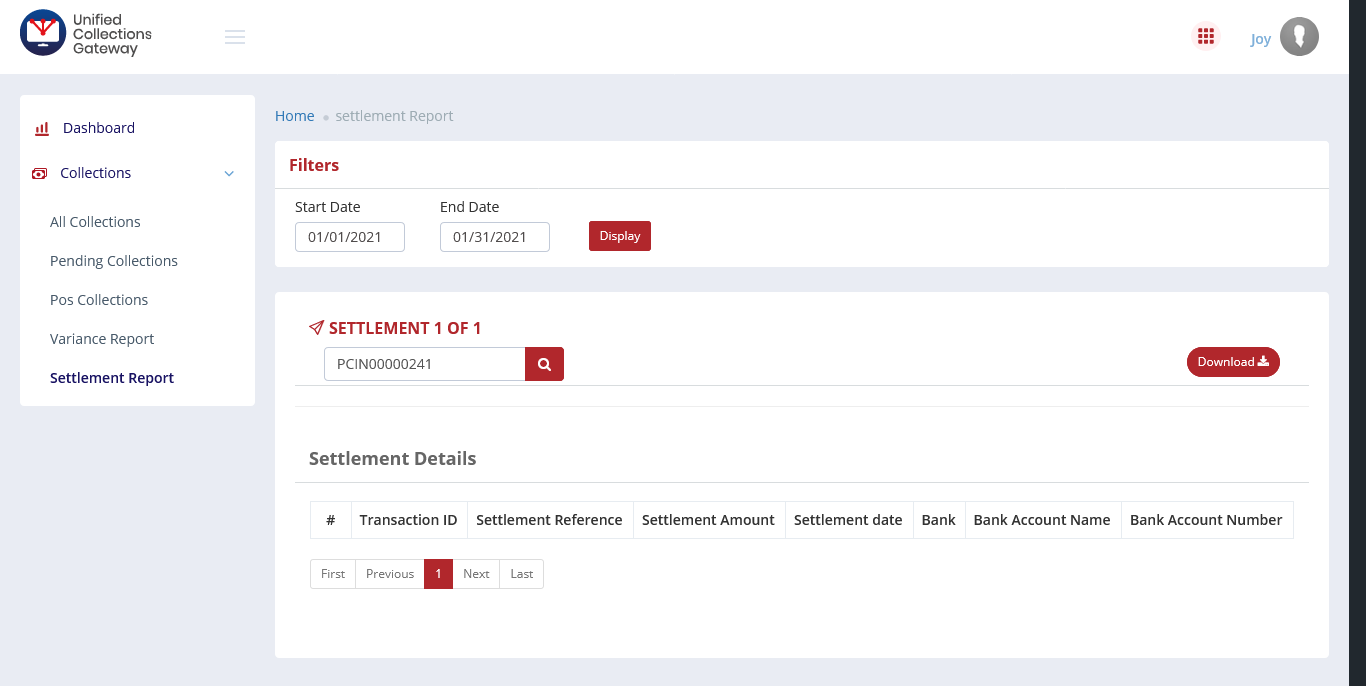 Unified
Collections
Gateway
Joy
Dashboard
Collections
All Collections
Pending Collections
Pos Collections
Variance Report
Settlement Report
Home settlement Report
Filters
Start Date End Date
01/01/2021 01/31/2021 Display
SETTLEMENT 1 OF 1
PCIN00000241 Download
Settlement Details
# Transaction ID Settlement Reference Settlement Amount Settlement date Bank Bank Account Name Bank Account Number
First Previous 1 Next Last